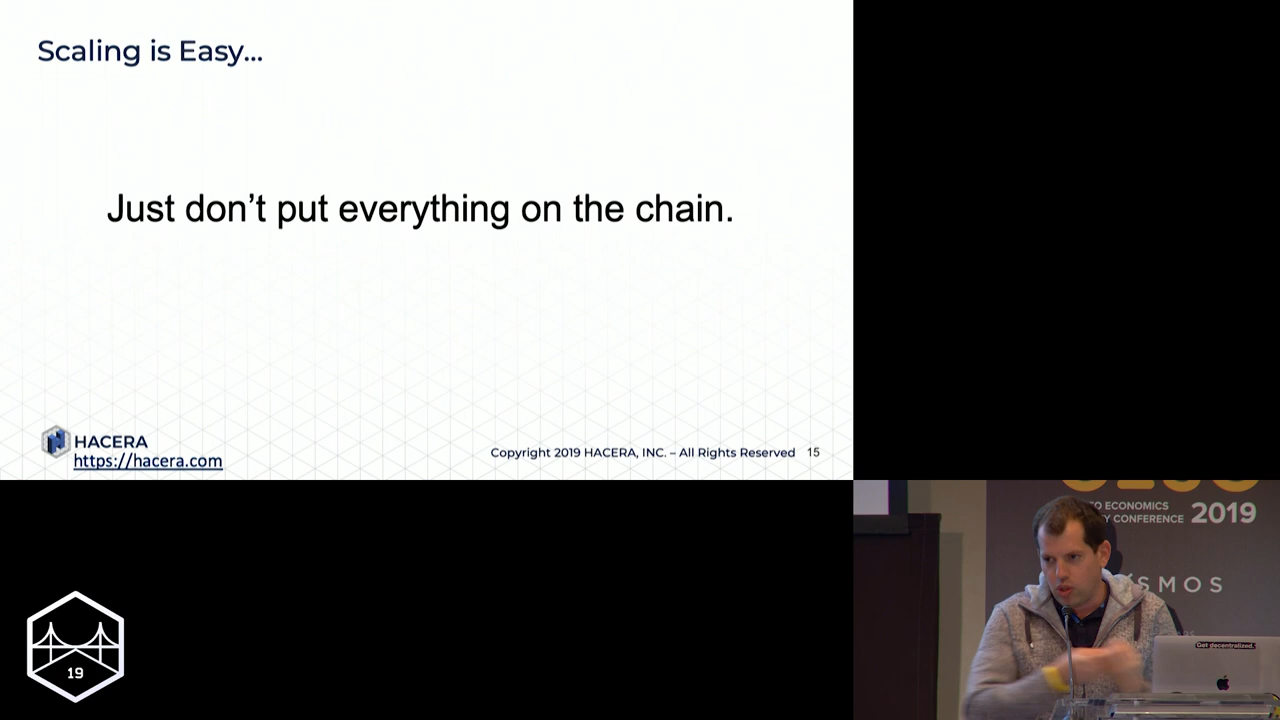 Scaling is Easy...
Just don't put everything on the chain.
HACERA
https://hacera.com
Copyright 2019 HACERA, INC. – All Rights Reserved 15
ECONOMICS
CONFERENCE 2019
SMOS
Get decentralized.
19